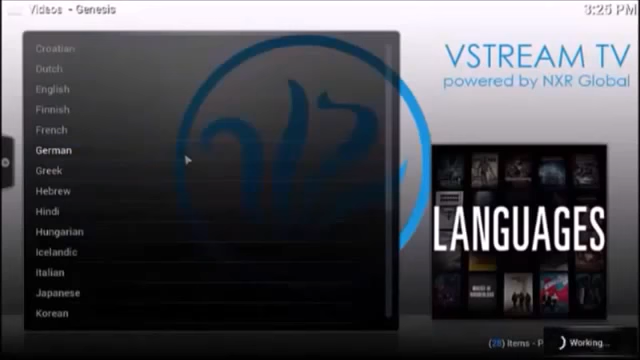 Videos - Genesis
3:25 PM
Croatian
Dutch
English
Finnish
French
German
Greek
Hebrew
Hindi
Hungarian
Icelandic
Italian
Japanese
Korean
VSTREAM TV
powered by NXR Global
LANGUAGES
(28) Items - P
Working...